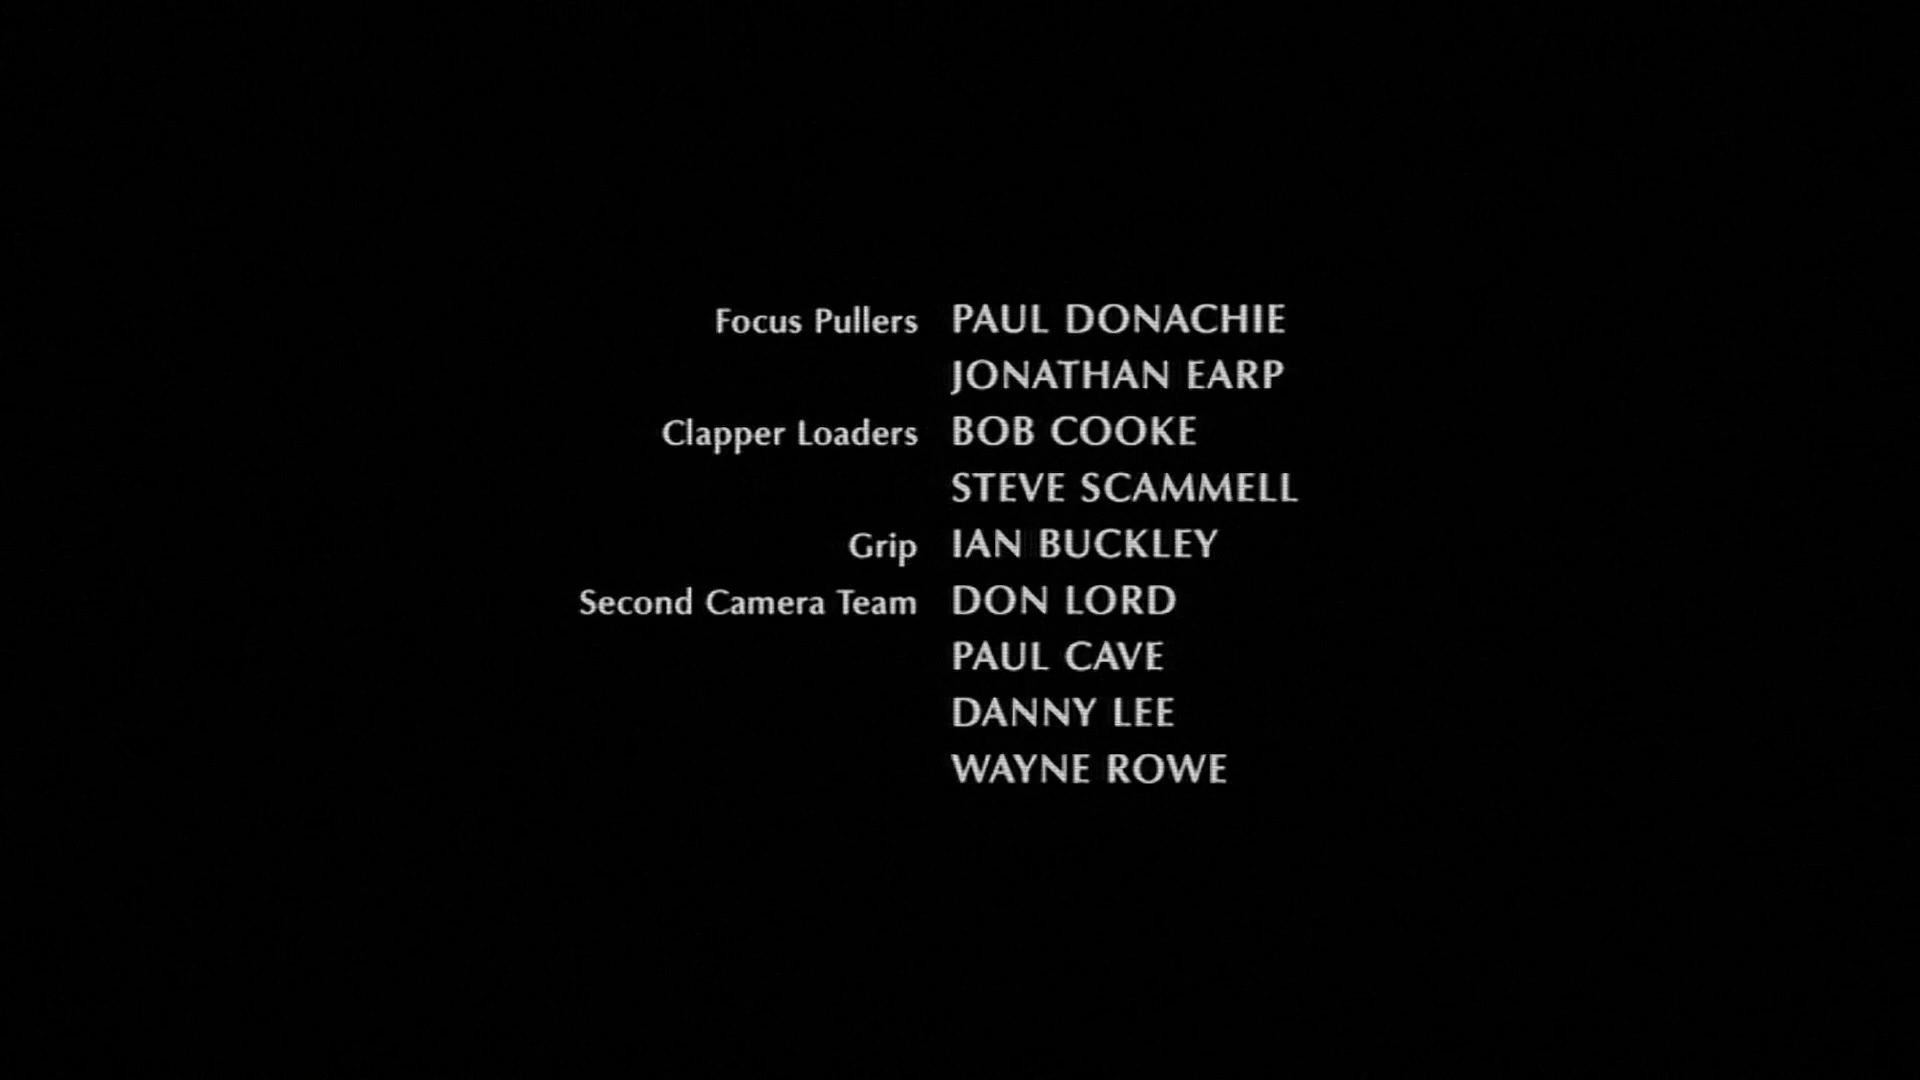 Focus Pullers PAUL DONACHIE
JONATHAN EARP
Clapper Loaders BOB COOKE
STEVE SCAMMELL
Grip IAN BUCKLEY
Second Camera Team DON LORD
PAUL CAVE
DANNY LEE
WAYNE ROWE